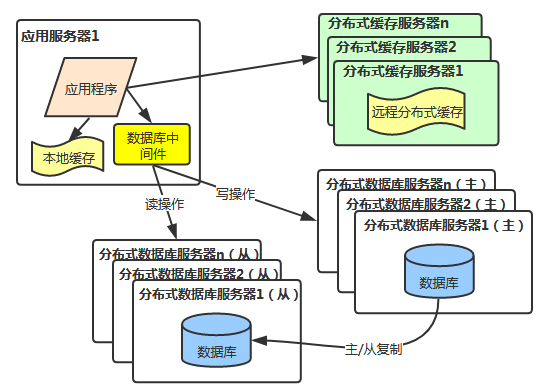 应用服务器1
应用程序
本地缓存
数据库中
间件
分布式缓存服务器n
分布式缓存服务器2
分布式缓存服务器1
远程分布式缓存
读操作
写操作
分布式数据库服务器n（主）
分布式数据库服务器2（主）
分布式数据库服务器1（主）
数据库
分布式数据库服务器n（从）
分布式数据库服务器2（从）
分布式数据库服务器1（从）
数据库
主/从复制